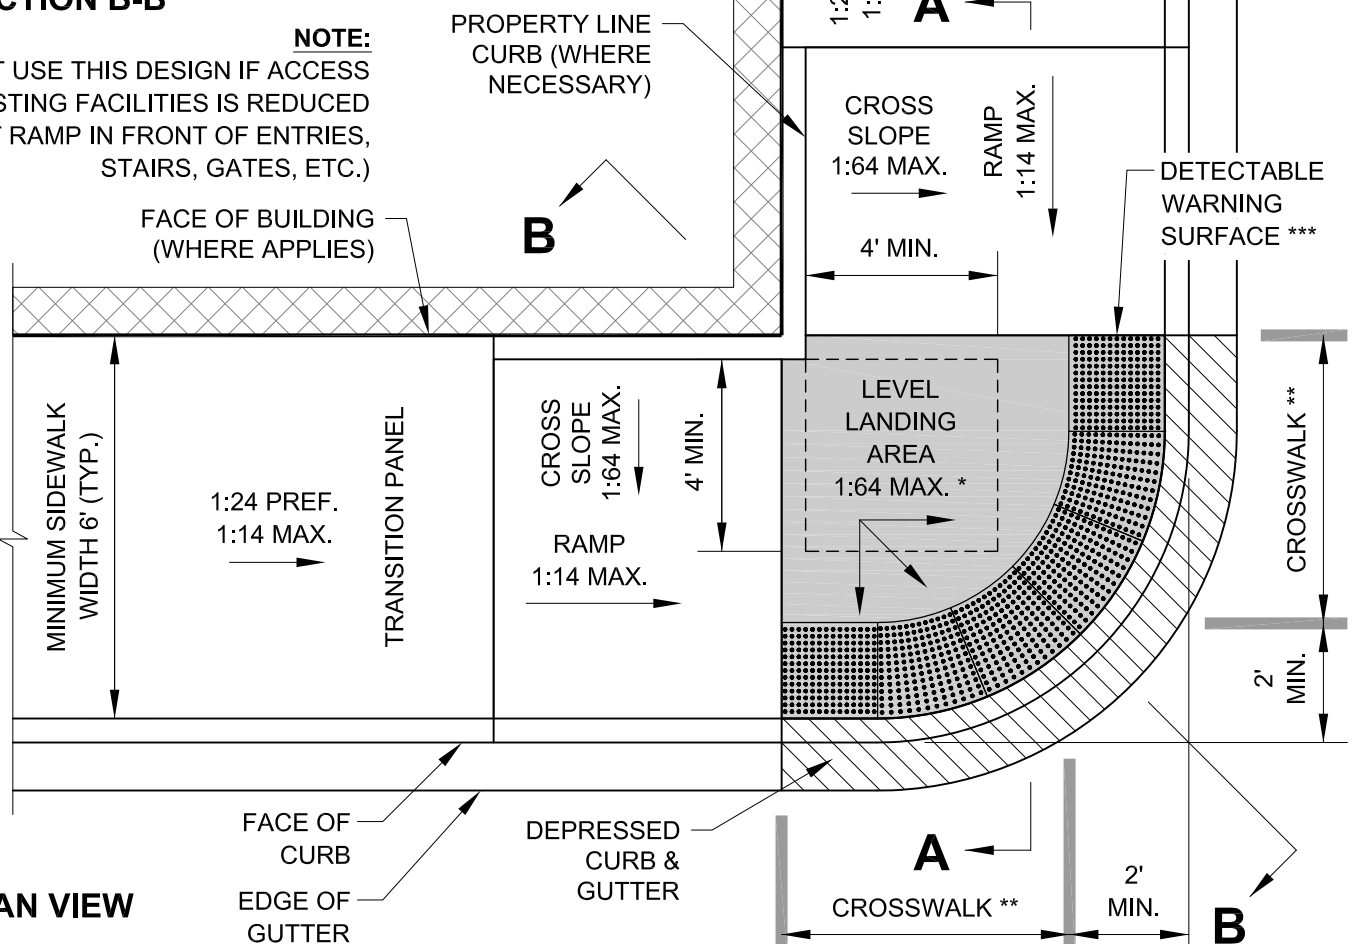 B-B
NOTE:
USE THIS DESIGN IF ACCESS
FACILITIES IS REDUCED
RAMP IN FRONT OF ENTRIES,
STAIRS, GATES, ETC.)
PROPERTY LINE
CURB (WHERE
NECESSARY)
A
CROSS
SLOPE
1:64 MAX.
RAMP
1:14 MAX.
4' MIN.
DETECTABLE
WARNING
SURFACE ***
FACE OF BUILDING
(WHERE APPLIES)
B
MINIMUM SIDEWALK
WIDTH 6' (TYP.)
1:24 PREF.
1:14 MAX.
TRANSITION PANEL
CROSS
SLOPE
1:64 MAX.
RAMP
1:14 MAX.
4' MIN.
LEVEL
LANDING
AREA
1:64 MAX. *
CROSSWALK **
2'
MIN.
FACE OF
CURB
EDGE OF
GUTTER
DEPRESSED
CURB &
GUTTER
A
CROSSWALK **
2'
MIN.
B
VIEW